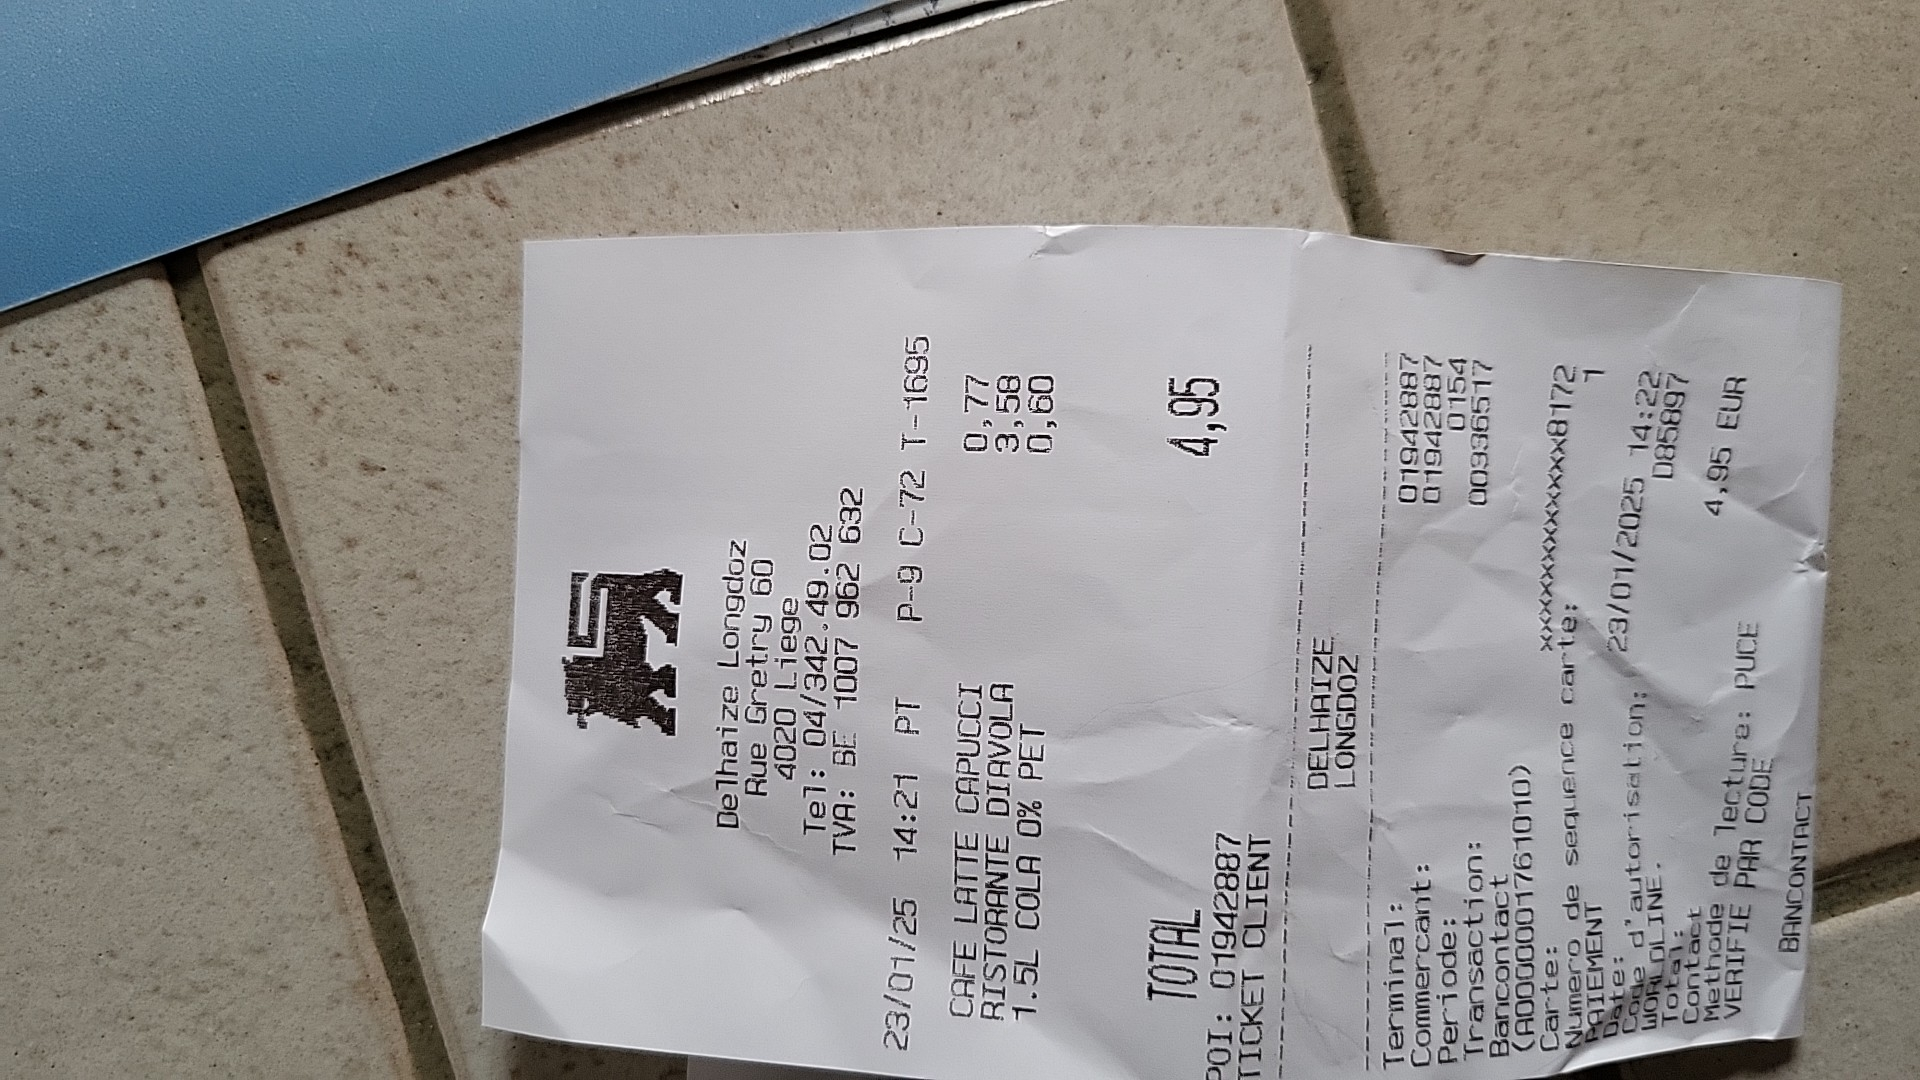 Delhaize Longdoz
Rue Gretry 60
4020 Liege
Tel: 04/342.49.02
TVA: BE 1007 962 632
23/01/25 14:21 PT P-9 C-72 T-1695
CAFE LATTE CAPUCCI 0,77
RISTORANTE DIAVOLA 3,58
1.5L COLA 0% PET 0,60
TOTAL 4,95
POI: 01942887
TICKET CLIENT
DELHAIZE
LONGDOZ
Terminal: 01942887
Commercant: 01942887
Periode: 0154
Transaction: 00336517
Bancontact
(A0000001761010)
Carte: xxxxxxxxxxxxxxx8172
Numero de sequence carte: 1
PAIEMENT
Date: 23/01/2025 14:22
Code d'autorisation: D85897
WORLDLINE.
Total: 4,95 EUR
Contact
Methode de lecture: PUCE
VERIFIE PAR CODE
BANCONTACT